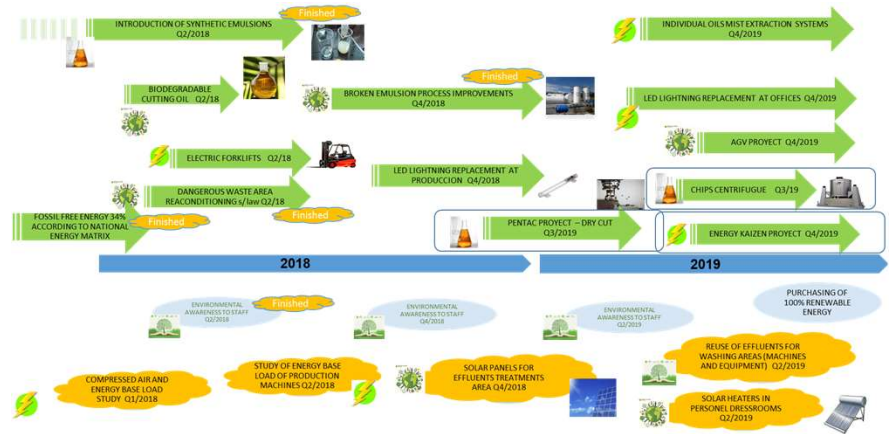 INTRODUCTION OF SYNTHETIC EMULSIONS
Q2/2018
Finished
INDIVIDUAL OILS MIST EXTRACTION SYSTEMS
Q4/2019
BIODEGRADABLE
CUTTING OIL Q2/18
Finished
BROKEN EMULSION PROCESS IMPROVEMENTS
Q4/2018
LED LIGHTNING REPLACEMENT AT OFFICES Q4/2019
AGV PROYECT Q4/2019
ELECTRIC FORKLIFTS Q2/18
LED LIGHTNING REPLACEMENT AT
PRODUCCION Q4/2018
CHIPS CENTRIFUGUE Q3/19
DANGEROUS WASTE AREA
REACONDITIONING s/law Q2/18
Finished
FOSSIL FREE ENERGY 34%
ACCORDING TO NATIONAL
ENERGY MATRIX
Finished
PENTAC PROYECT – DRY CUT
Q3/2019
ENERGY KAIZEN PROYECT Q4/2019
2018
2019
ENVIRONMENTAL
AWARENESS TO STAFF
Q2/2018
Finished
ENVIRONMENTAL
AWARENESS TO STAFF
Q4/2018
ENVIRONMENTAL
AWARENESS TO STAFF
Q2/2019
PURCHASING OF
100% RENEWABLE
ENERGY
COMPRESSED AIR AND
ENERGY BASE LOAD
STUDY Q1/2018
STUDY OF ENERGY BASE
LOAD OF PRODUCTION
MACHINES Q2/2018
SOLAR PANELS FOR
EFFLUENTS TREATMENTS
AREA Q4/2018
REUSE OF EFFLUENTS FOR
WASHING AREAS (MACHINES
AND EQUIPMENT) Q2/2019
SOLAR HEATERS IN
PERSONEL DRESSROOMS
Q2/2019